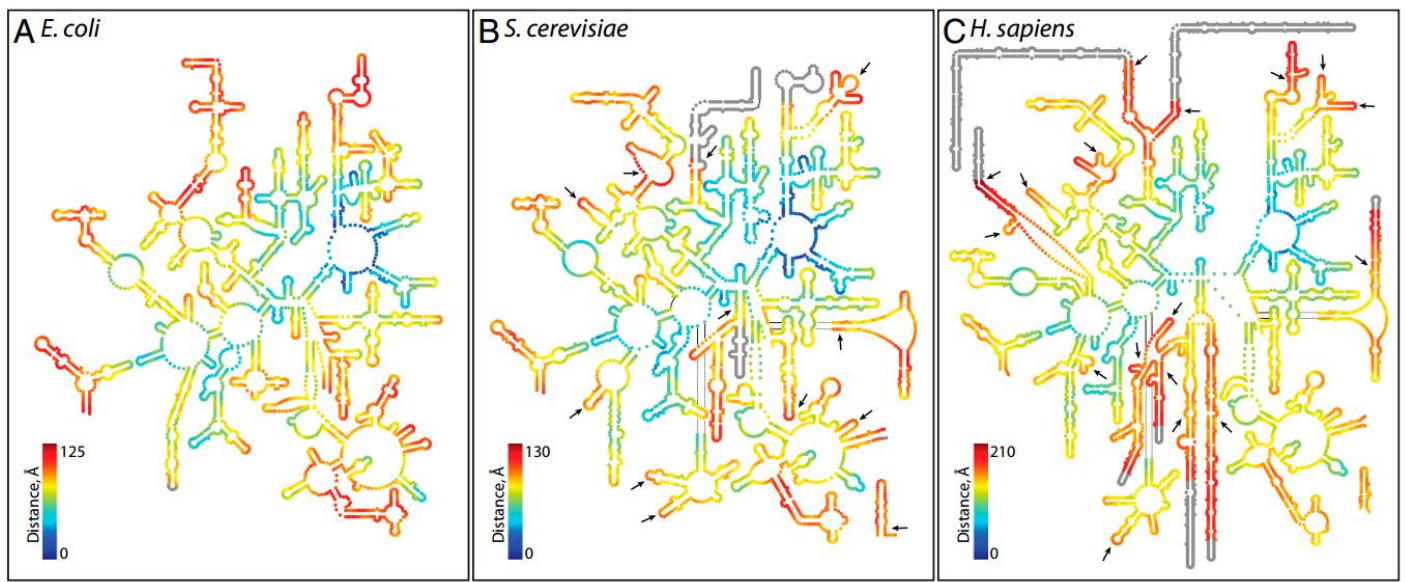 A E. coli
125
Distance, Å
0
B S. cerevisiae
130
Distance, Å
0
C H. sapiens
210
Distance, Å
0